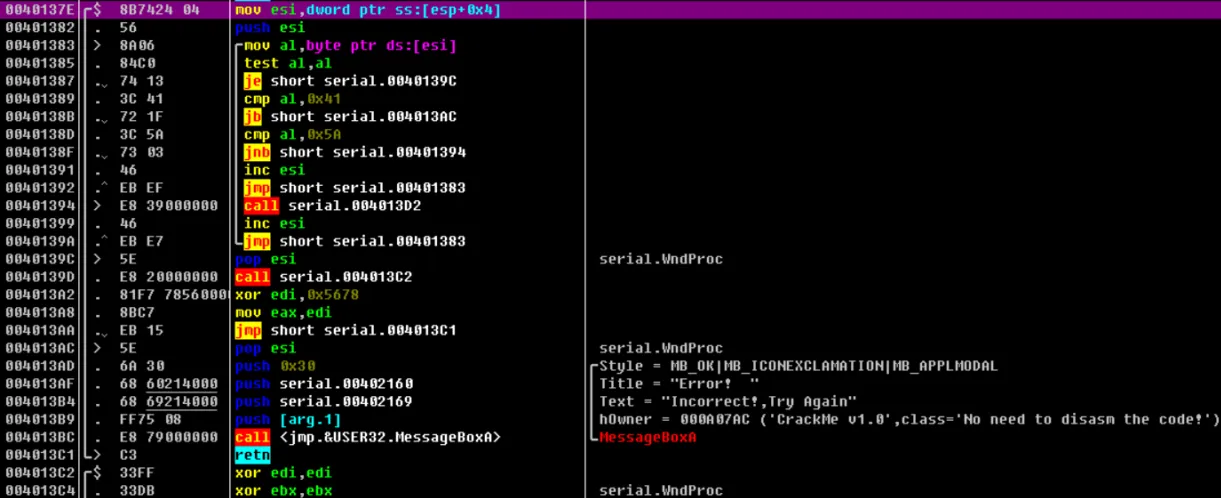 0040137E $ 8B7424 04 mov esi,dword ptr ss:[esp+0x4]
00401382 . 56 push esi
00401383 > 8A06 mov al,byte ptr ds:[esi]
00401385 . 84C0 test al,al
00401387 . 74 13 je short serial.0040139C
00401389 . 3C 41 cmp al,0x41
0040138B . 72 1F jb short serial.004013AC
0040138D . 3C 5A cmp al,0x5A
0040138F . 73 03 jnb short serial.00401394
00401391 . 46 inc esi
00401392 .^ EB EF jmp short serial.00401383
00401394 > E8 39000000 call serial.004013D2
00401399 . 46 inc esi
0040139A .^ EB E7 jmp short serial.00401383
0040139C > 5E pop esi serial.WndProc
0040139D . E8 20000000 call serial.004013C2
004013A2 . 81F7 7856000 xor edi,0x5678
004013A8 . 8BC7 mov eax,edi
004013AA . EB 15 jmp short serial.004013C1
004013AC > 5E pop esi serial.WndProc
004013AD . 6A 30 push 0x30 Style = MB_OK|MB_ICONEXCLAMATION|MB_APPLMODAL
004013AF . 68 60214000 push serial.00402160 Title = "Error!  "
004013B4 . 68 69214000 push serial.00402169 Text = "Incorrect!,Try Again"
004013B9 . FF75 08 push [arg.1] hOwner = 000A07AC ('CrackMe v1.0',class='No need to disasm the code!')
004013BC . E8 79000000 call <jmp.&USER32.MessageBoxA> MessageBoxA
004013C1 > C3 retn
004013C2 $ 33FF xor edi,edi
004013C4 . 33DB xor ebx,ebx serial.WndProc